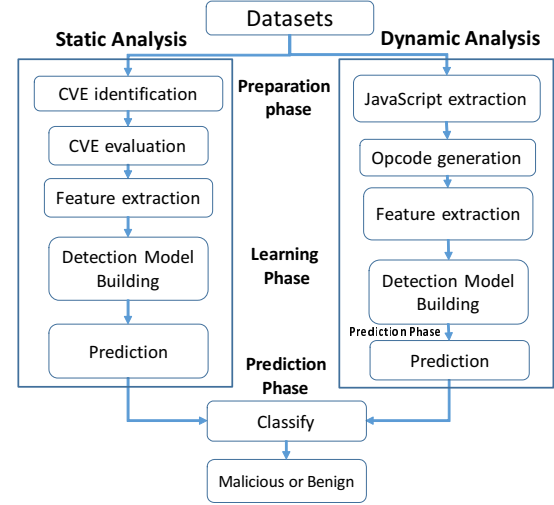 Datasets
Static Analysis
Dynamic Analysis
CVE identification
Preparation
phase
JavaScript extraction
CVE evaluation
Opcode generation
Feature extraction
Feature extraction
Detection Model
Building
Learning
Phase
Detection Model
Building
Prediction Phase
Prediction
Prediction
Prediction
Phase
Classify
Malicious or Benign